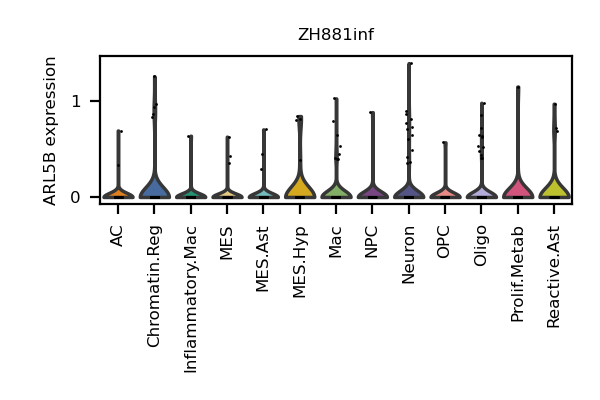 ZH881inf
ARL5B expression
1
0
AC
Chromatin.Reg
Inflammatory.Mac
MES
MES.Ast
MES.Hyp
Mac
NPC
Neuron
OPC
Oligo
Prolif.Metab
Reactive.Ast